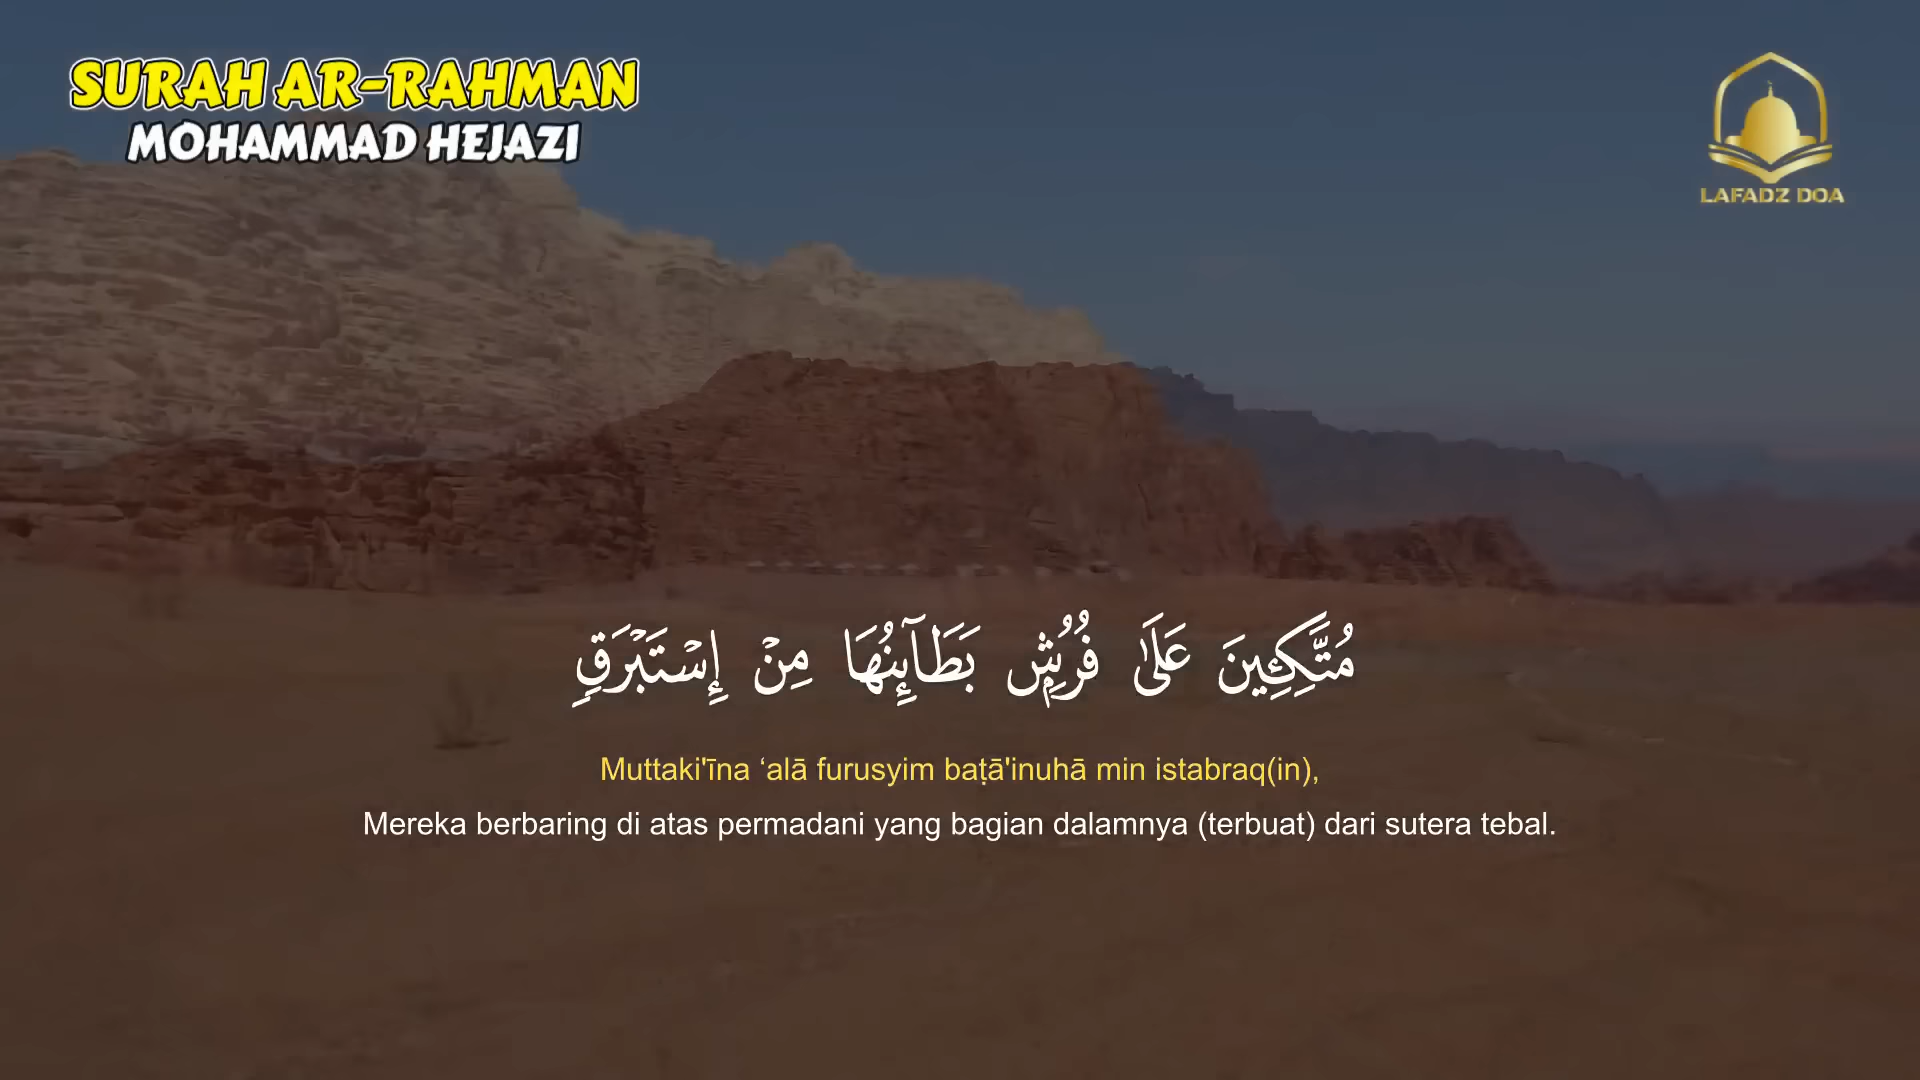 SURAH AR-RAHMAN
MOHAMMAD HEJAZI
LAFADZ DOA
مُتَّكِـِٔينَ عَلَىٰ فُرُشٍۭ بَطَآئِنُهَا مِنْ إِسْتَبْرَقٍ
Muttaki'īna ‘alā furusyim baṭā'inuhā min istabraq(in),
Mereka berbaring di atas permadani yang bagian dalamnya (terbuat) dari sutera tebal.